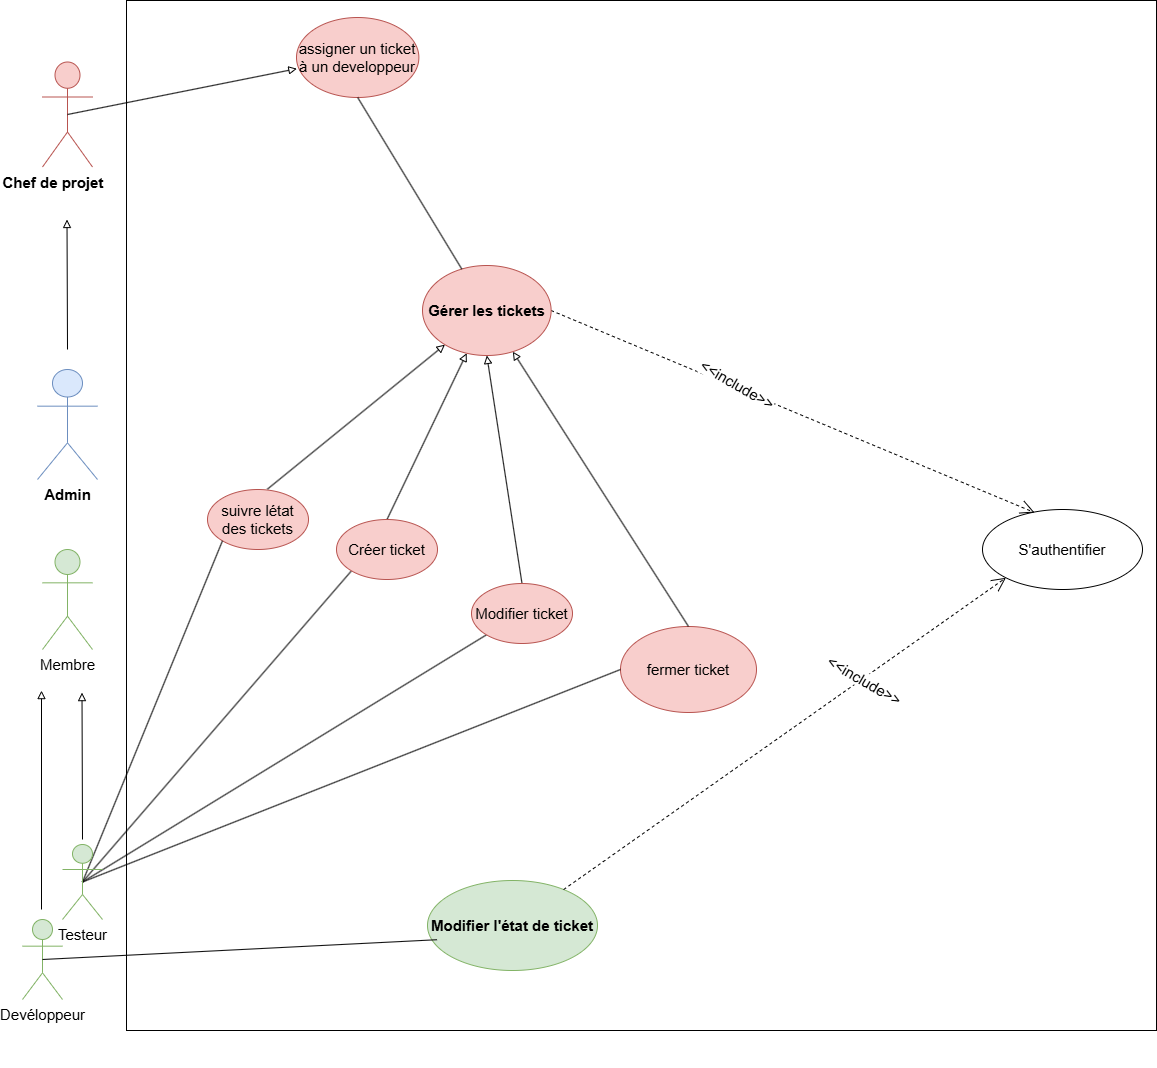 assigner un ticket
à un developpeur
Chef de projet
Gérer les tickets
<<include>>
Admin
suivre létat
des tickets
Créer ticket
S'authentifier
Modifier ticket
Membre
fermer ticket
<<include>>
Modifier l'état de ticket
Testeur
Devéloppeur